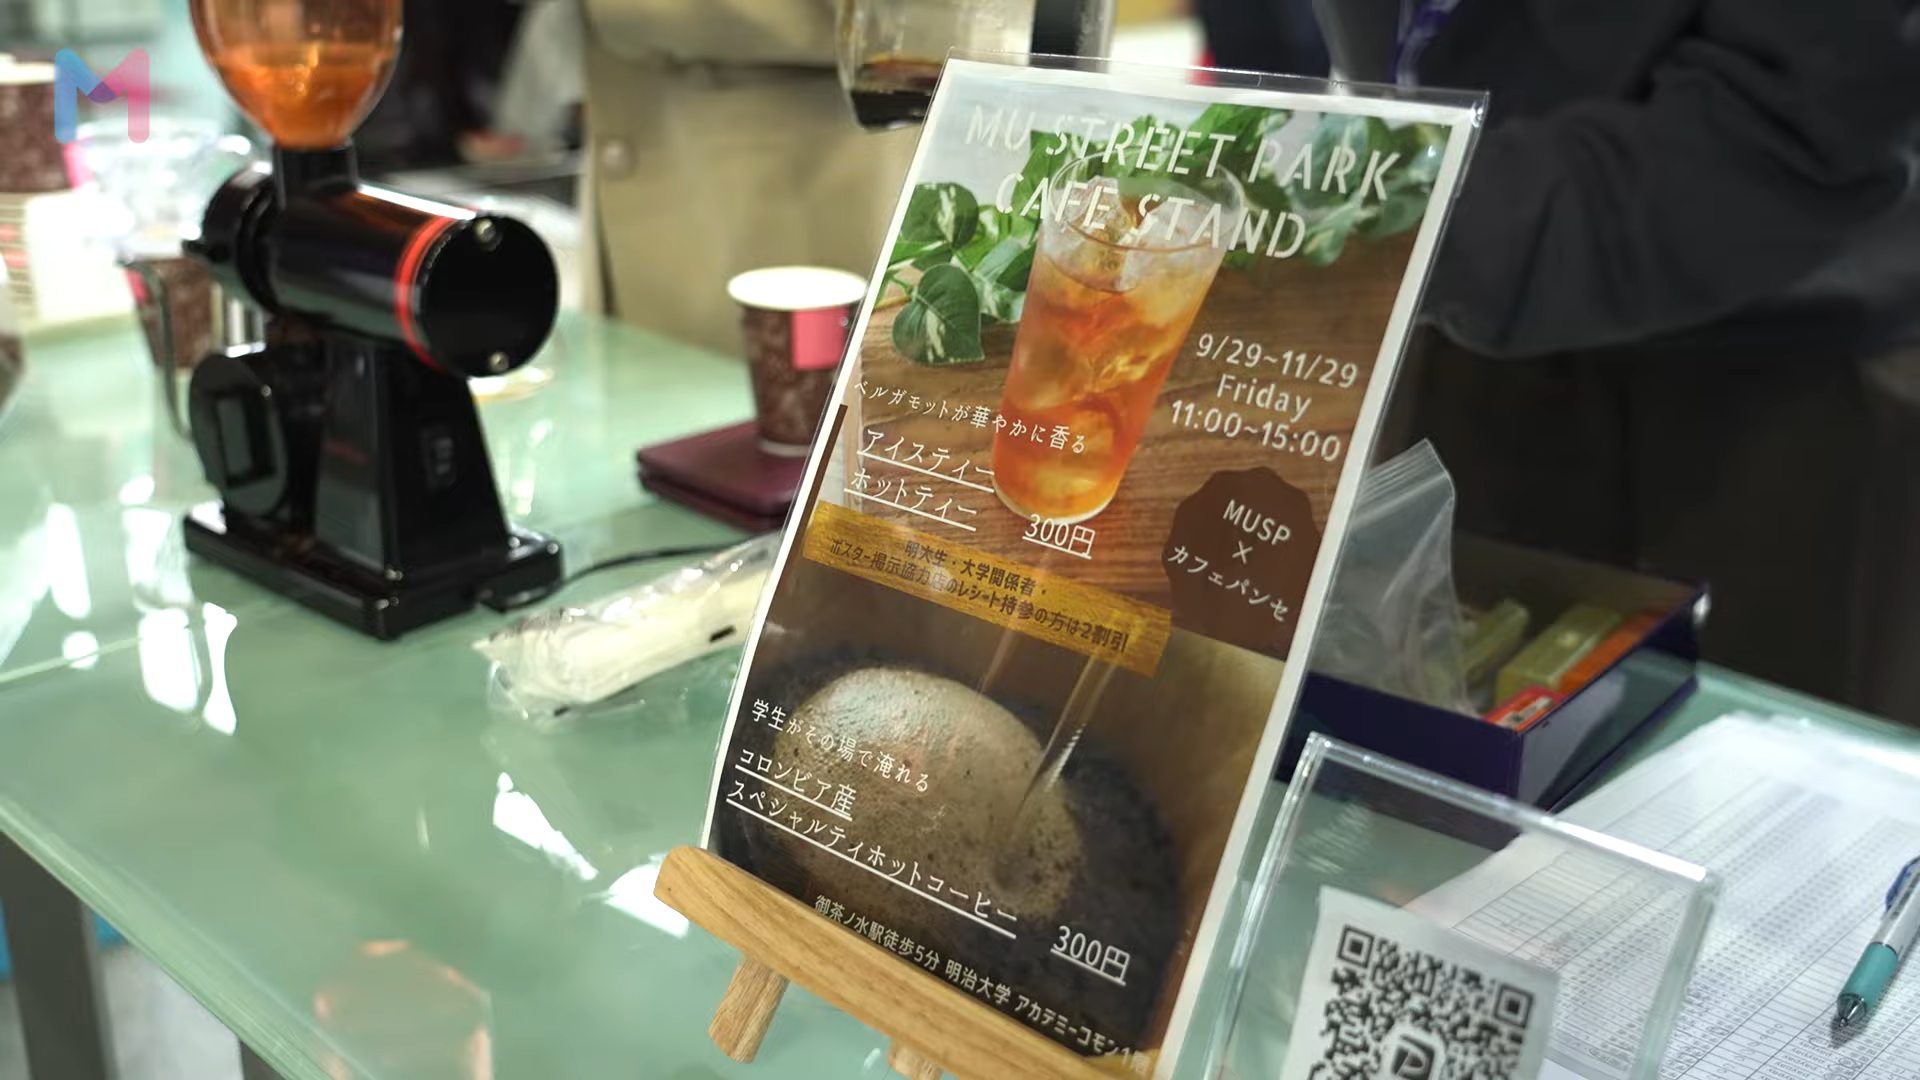 MU STREET PARK
CAFE STAND
9/29~11/29
Friday
11:00~15:00
ベルガモットが華やかに香る
アイスティー
ホットティー
300円
MUSP
×
カフェパンセ
明大生・大学関係者・
ポスター掲示協力店のレシート持参の方は2割引
学生がその場で淹れる
コロンビア産
スペシャルティホットコーヒー
300円
御茶ノ水駅徒歩5分 明治大学 アカデミーコモン1階